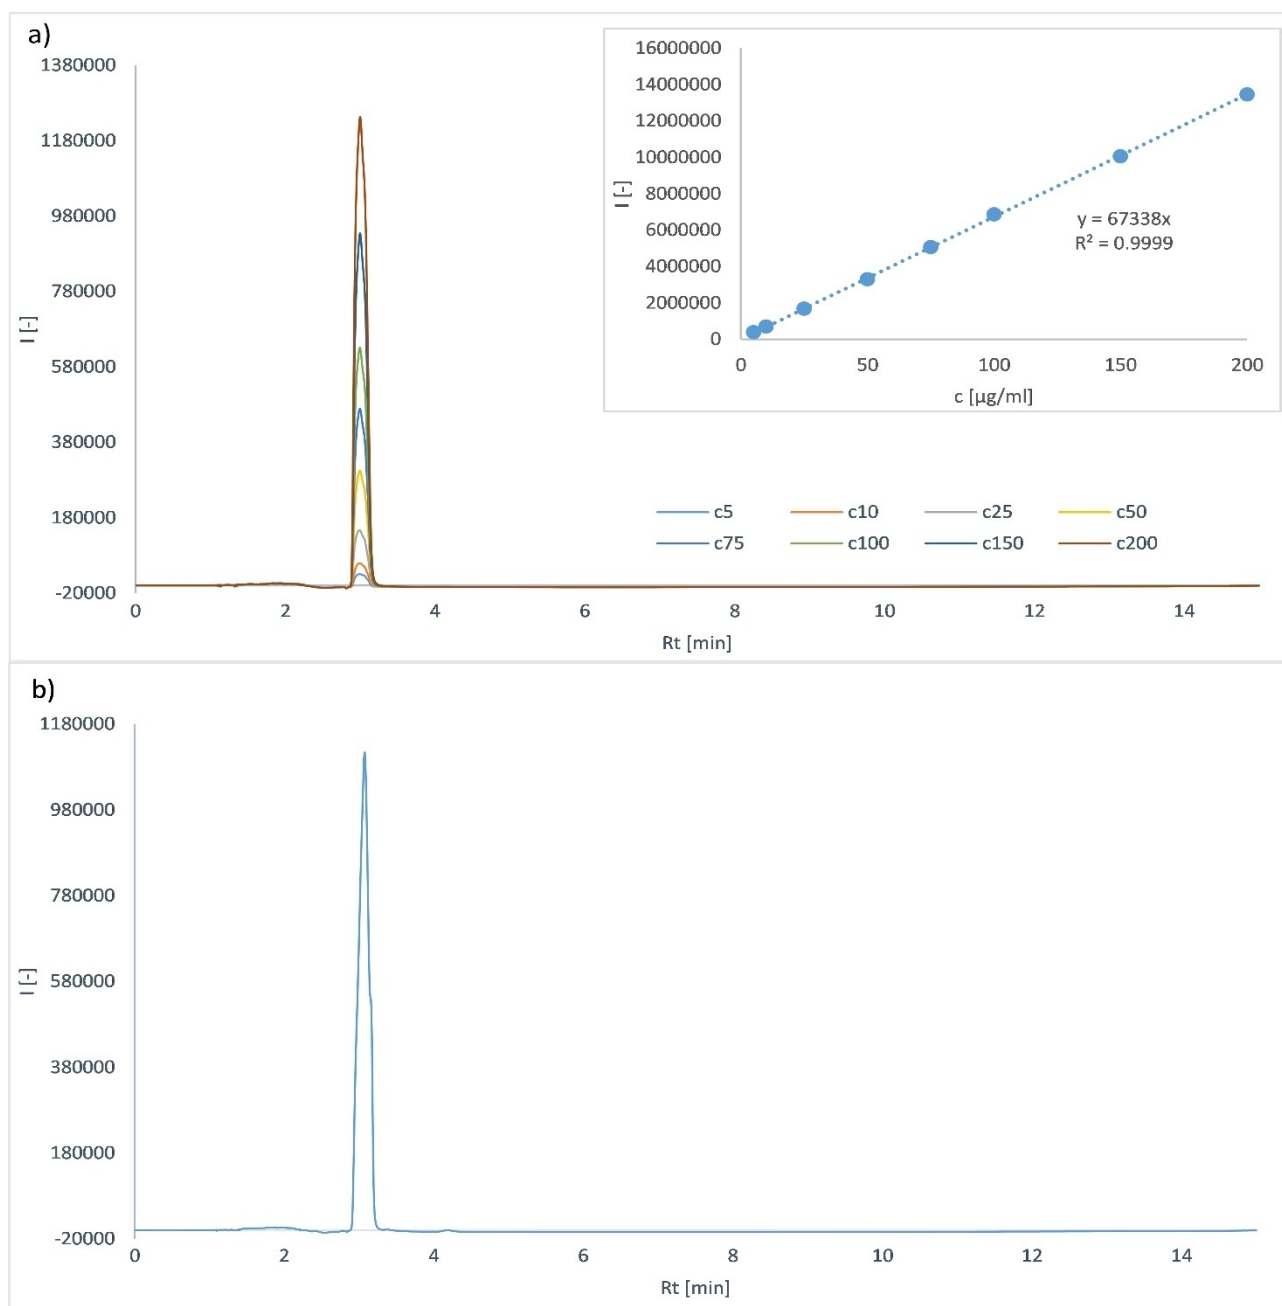 a)
1380000
1180000
980000
780000
580000
380000
180000
-20000
I [-]
0 2 4 6 8 10 12 14
Rt [min]
16000000
14000000
12000000
10000000
8000000
6000000
4000000
2000000
0
I [-]
y = 67338x
R² = 0.9999
0 50 100 150 200
c [µg/ml]
c5 c10 c25 c50
c75 c100 c150 c200
b)
1180000
980000
780000
580000
380000
180000
-20000
I [-]
0 2 4 6 8 10 12 14
Rt [min]